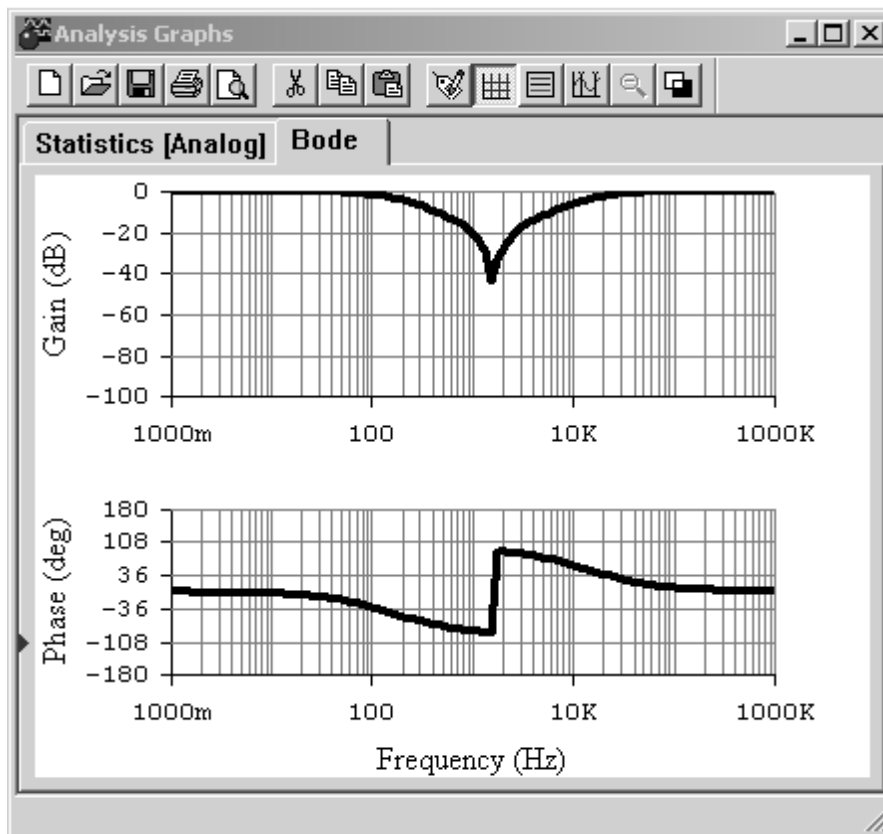 Analysis Graphs
Statistics [Analog] Bode
Gain (dB)
0
-20
-40
-60
-80
-100
1000m 100 10K 1000K
Phase (deg)
180
108
36
-36
-108
-180
1000m 100 10K 1000K
Frequency (Hz)